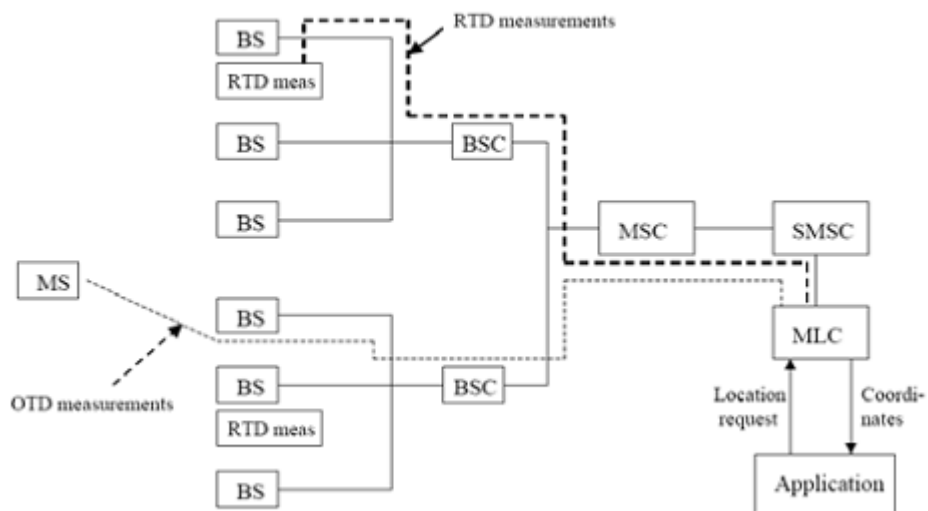 BS
RTD meas
RTD measurements
BS
BSC
BS
MSC
SMSC
MS
BS
MLC
OTD measurements
BS
BSC
RTD meas
Location
request
Coordi-
nates
BS
Application